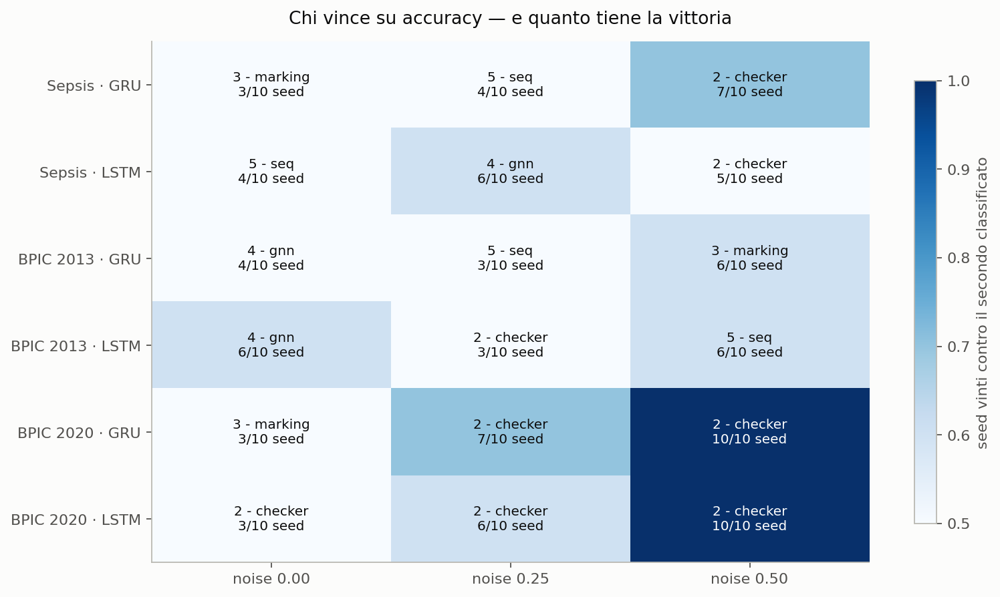 Chi vince su accuracy — e quanto tiene la vittoria
Sepsis · GRU
3 - marking
3/10 seed
5 - seq
4/10 seed
2 - checker
7/10 seed
Sepsis · LSTM
5 - seq
4/10 seed
4 - gnn
6/10 seed
2 - checker
5/10 seed
BPIC 2013 · GRU
4 - gnn
4/10 seed
5 - seq
3/10 seed
3 - marking
6/10 seed
BPIC 2013 · LSTM
4 - gnn
6/10 seed
2 - checker
3/10 seed
5 - seq
6/10 seed
BPIC 2020 · GRU
3 - marking
3/10 seed
2 - checker
7/10 seed
2 - checker
10/10 seed
BPIC 2020 · LSTM
2 - checker
3/10 seed
2 - checker
6/10 seed
2 - checker
10/10 seed
noise 0.00
noise 0.25
noise 0.50
1.0
0.9
0.8
0.7
0.6
0.5
seed vinti contro il secondo classificato